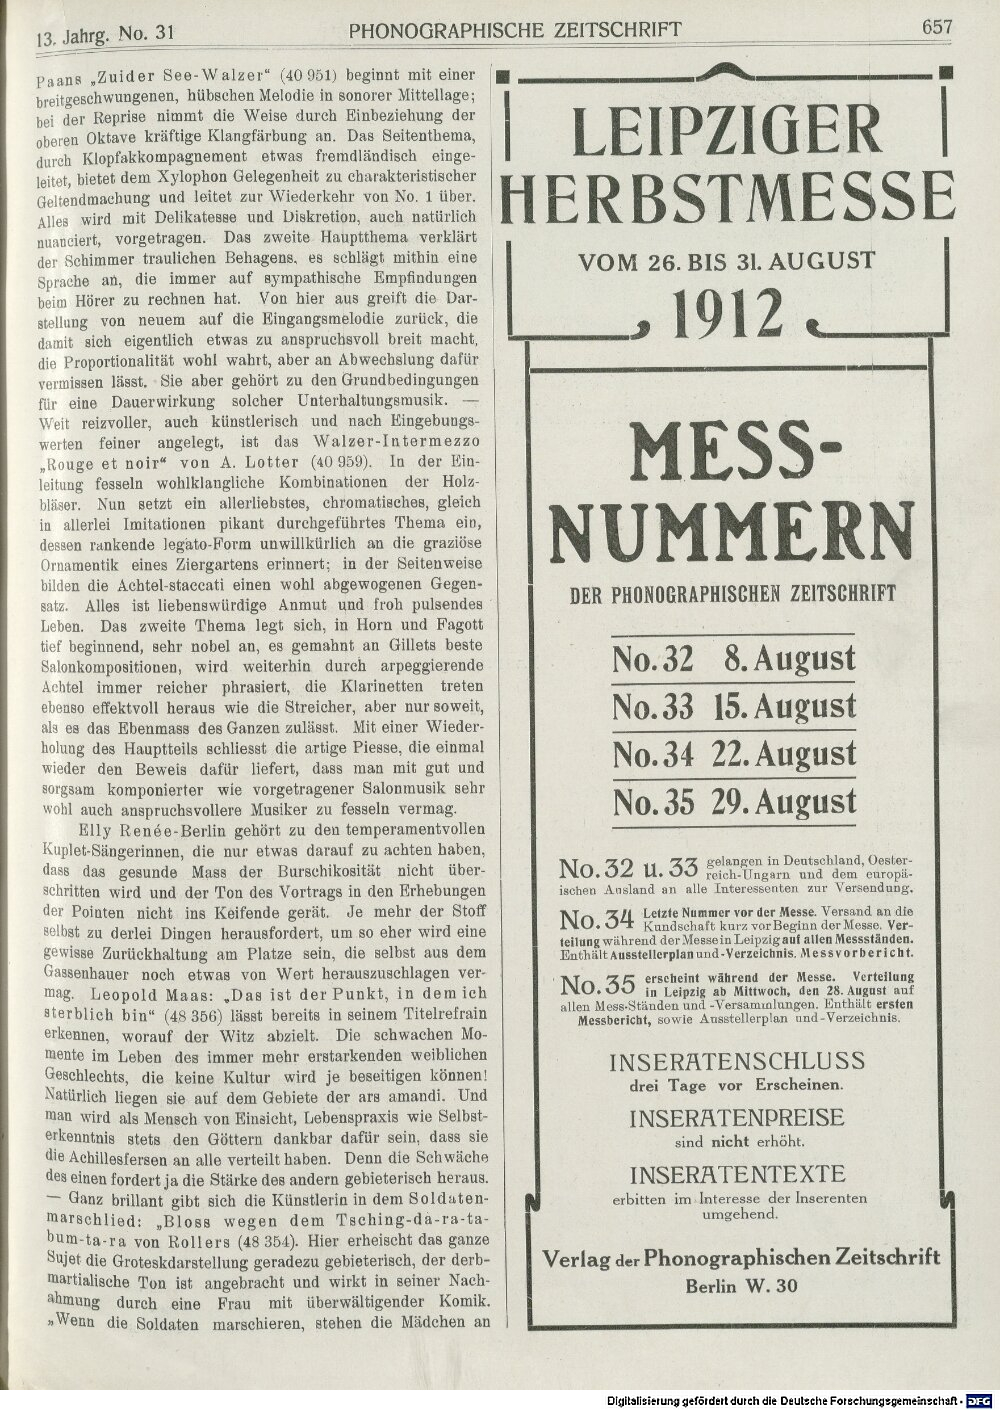 13. Jahrg. No. 31
PHONOGRAPHISCHE ZEITSCHRIFT
657
Paans „Zuider See-Walzer“ (40 951) beginnt mit einer
breitgeschwungenen, hübschen Melodie in sonorer Mittellage;
bei der Reprise nimmt die Weise durch Einbeziehung der
oberen Oktave kräftige Klangfärbung an. Das Seitenthema,
durch Klopfakkompagnement etwas fremdländisch einge-
leitet, bietet dem Xylophon Gelegenheit zu charakteristischer
Geltendmachung und leitet zur Wiederkehr von No. 1 über.
Alles wird mit Delikatesse und Diskretion, auch natürlich
nuanciert, vorgetragen. Das zweite Hauptthema verklärt
der Schimmer traulichen Behagens, es schlägt mithin eine
Sprache an, die immer auf sympathische Empfindungen
beim Hörer zu rechnen hat. Von hier aus greift die Dar-
stellung von neuem auf die Eingangsmelodie zurück, die
damit sich eigentlich etwas zu anspruchsvoll breit macht,
die Proportionalität wohl wahrt, aber an Abwechslung dafür
vermissen lässt. Sie aber gehört zu den Grundbedingungen
für eine Dauerwirkung solcher Unterhaltungsmusik. —
Weit reizvoller, auch künstlerisch und nach Eingebungs-
werten feiner angelegt, ist das Walzer-Intermezzo
„Rouge et noir“ von A. Lotter (40 959). In der Ein-
leitung fesseln wohlklangliche Kombinationen der Holz-
bläser. Nun setzt ein allerliebstes, chromatisches, gleich
in allerlei Imitationen pikant durchgeführtes Thema ein,
dessen rankende legato-Form unwillkürlich an die graziöse
Ornamentik eines Ziergartens erinnert; in der Seitenweise
bilden die Achtel-staccati einen wohl abgewogenen Gegen-
satz. Alles ist liebenswürdige Anmut und froh pulsendes
Leben. Das zweite Thema legt sich, in Horn und Fagott
tief beginnend, sehr nobel an, es gemahnt an Gillets beste
Salonkompositionen, wird weiterhin durch arpeggierende
Achtel immer reicher phrasiert, die Klarinetten treten
ebenso effektvoll heraus wie die Streicher, aber nur soweit,
als es das Ebenmass des Ganzen zulässt. Mit einer Wieder-
holung des Hauptteils schliesst die artige Piesse, die einmal
wieder den Beweis dafür liefert, dass man mit gut und
sorgsam komponierter wie vorgetragener Salonmusik sehr
wohl auch anspruchsvollere Musiker zu fesseln vermag.
Elly Renée-Berlin gehört zu den temperamentvollen
Kuplet-Sängerinnen, die nur etwas darauf zu achten haben,
dass das gesunde Mass der Burschikosität nicht über-
schritten wird und der Ton des Vortrags in den Erhebungen
der Pointen nicht ins Keifende gerät. Je mehr der Stoff
selbst zu derlei Dingen herausfordert, um so eher wird eine
gewisse Zurückhaltung am Platze sein, die selbst aus dem
Gassenhauer noch etwas von Wert herauszuschlagen ver-
mag. Leopold Maas: „Das ist der Punkt, in dem ich
sterblich bin“ (48 356) lässt bereits in seinem Titelrefrain
erkennen, worauf der Witz abzielt. Die schwachen Mo-
mente im Leben des immer mehr erstarkenden weiblichen
Geschlechts, die keine Kultur wird je beseitigen können!
Natürlich liegen sie auf dem Gebiete der ars amandi. Und
man wird als Mensch von Einsicht, Lebenspraxis wie Selbst-
erkenntnis stets den Göttern dankbar dafür sein, dass sie
die Achillesfersen an alle verteilt haben. Denn die Schwäche
des einen fordert ja die Stärke des andern gebieterisch heraus.
— Ganz brillant gibt sich die Künstlerin in dem Soldaten-
marschlied: „Bloss wegen dem Tsching-da-ra-ta-
bum-ta-ra von Rollers (48 354). Hier erheischt das ganze
Sujet die Groteskdarstellung geradezu gebieterisch, der derb-
martialische Ton ist angebracht und wirkt in seiner Nach-
ahmung durch eine Frau mit überwältigender Komik.
„Wenn die Soldaten marschieren, stehen die Mädchen an
LEIPZIGER
HERBSTMESSE
VOM 26. BIS 31. AUGUST
1912
MESS-
NUMMERN
DER PHONOGRAPHISCHEN ZEITSCHRIFT
No. 32 8. August
No. 33 15. August
No. 34 22. August
No. 35 29. August
No. 32 u. 33 gelangen in Deutschland, Oester-
reich-Ungarn und dem europä-
ischen Ausland an alle Interessenten zur Versendung.
No. 34 Letzte Nummer vor der Messe. Versand an die
Kundschaft kurz vor Beginn der Messe. Ver-
teilung während der Messe in Leipzig auf allen Messständen.
Enthält Ausstellerplan und -Verzeichnis. Messvorbericht.
No. 35 erscheint während der Messe. Verteilung
in Leipzig ab Mittwoch, den 28. August auf
allen Mess-Ständen und -Versammlungen. Enthält ersten
Messbericht, sowie Ausstellerplan und -Verzeichnis.
INSERATENSCHLUSS
drei Tage vor Erscheinen.
INSERATENPREISE
sind nicht erhöht.
INSERATENTEXTE
erbitten im Interesse der Inserenten
umgehend.
Verlag der Phonographischen Zeitschrift
Berlin W. 30
Digitalisierung gefördert durch die Deutsche Forschungsgemeinschaft - DFG